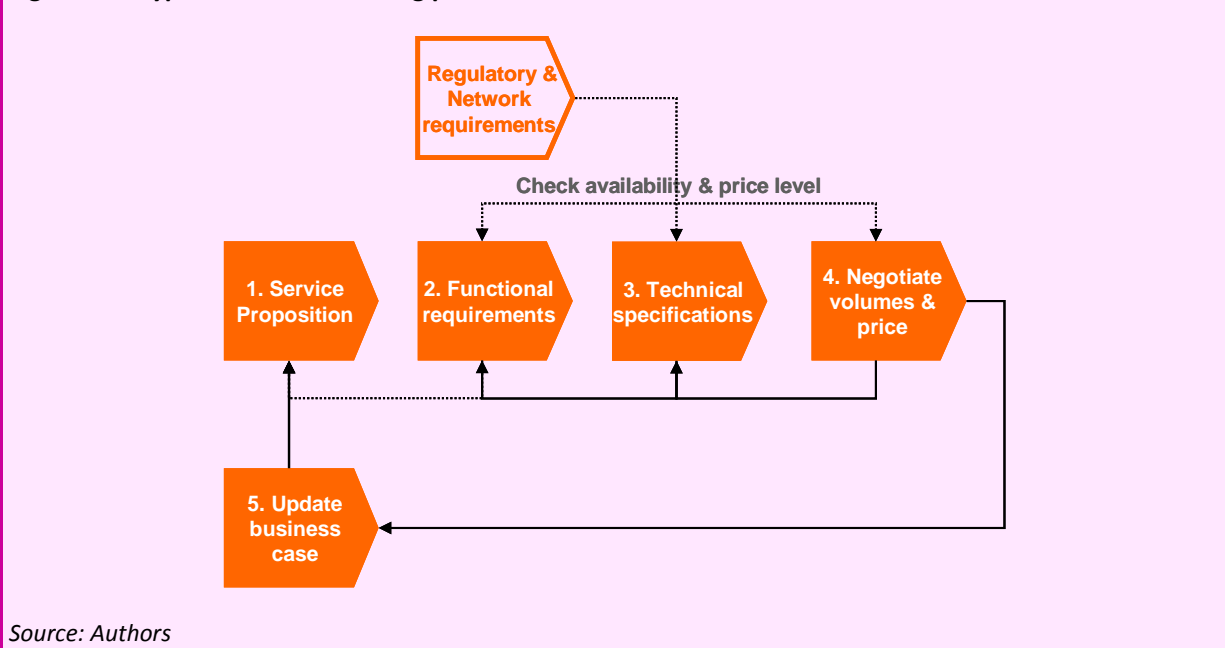 Regulatory &
Network
requirements
Check availability & price level
1. Service
Proposition
2. Functional
requirements
3. Technical
specifications
4. Negotiate
volumes &
price
5. Update
business
case
Source: Authors